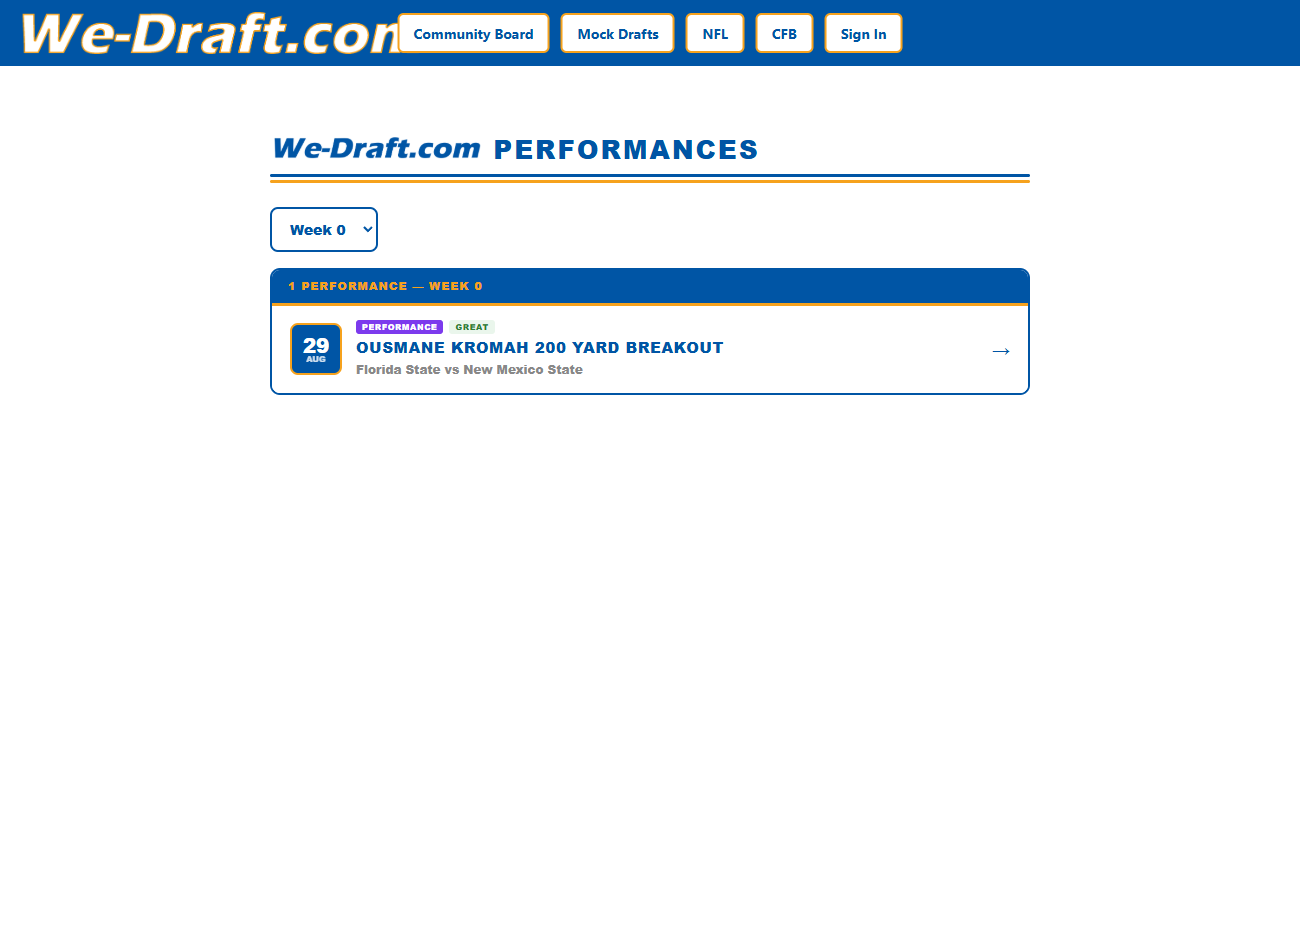 We-Draft.com Community Board Mock Drafts NFL CFB Sign In
We-Draft.com PERFORMANCES
Week 0
1 PERFORMANCE — WEEK 0
29
AUG
PERFORMANCE GREAT
OUSMANE KROMAH 200 YARD BREAKOUT →
Florida State vs New Mexico State